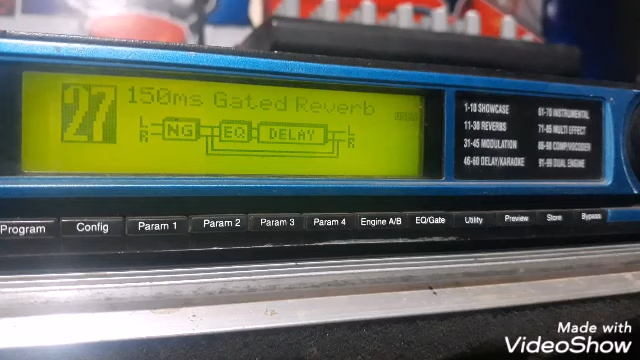 27 150ms Gated Reverb
L R NG EQ DELAY L R
1-10 SHOWCASE
11-30 REVERBS
31-45 MODULATION
46-60 DELAY/KARAOKE
61-70 INSTRUMENTAL
71-85 MULTI EFFECT
86-90 COMP/VOCODER
91-99 DUAL ENGINE
Program Config Param 1 Param 2 Param 3 Param 4 Engine A/B EQ/Gate Utility Preview Store Bypass
Made with
VideoShow